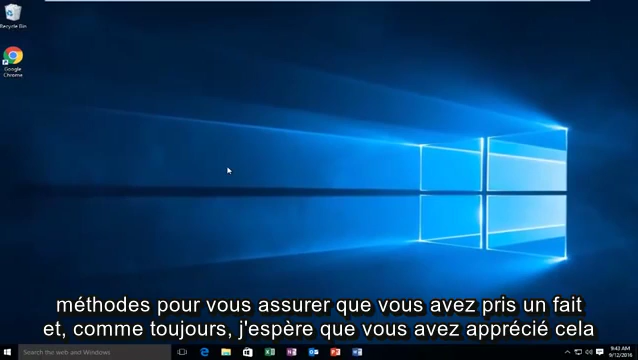 Recycle Bin
Google
Chrome
méthodes pour vous assurer que vous avez pris un fait
et, comme toujours, j'espère que vous avez apprécié cela
Search the web and Windows
9:43 AM
9/12/2016